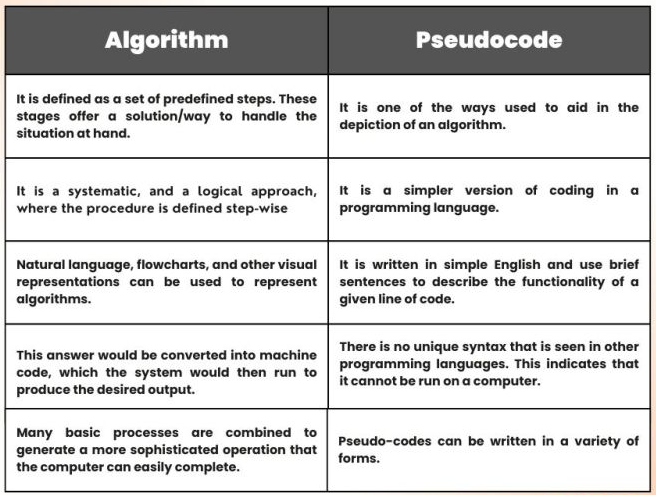 Algorithm
Pseudocode
It is defined as a set of predefined steps. These
stages offer a solution/way to handle the
situation at hand.
It is one of the ways used to aid in the
depiction of an algorithm.
It is a systematic, and a logical approach,
where the procedure is defined step-wise
It is a simpler version of coding in a
programming language.
Natural language, flowcharts, and other visual
representations can be used to represent
algorithms.
It is written in simple English and use brief
sentences to describe the functionality of a
given line of code.
This answer would be converted into machine
code, which the system would then run to
produce the desired output.
There is no unique syntax that is seen in other
programming languages. This indicates that
it cannot be run on a computer.
Many basic processes are combined to
generate a more sophisticated operation that
the computer can easily complete.
Pseudo-codes can be written in a variety of
forms.